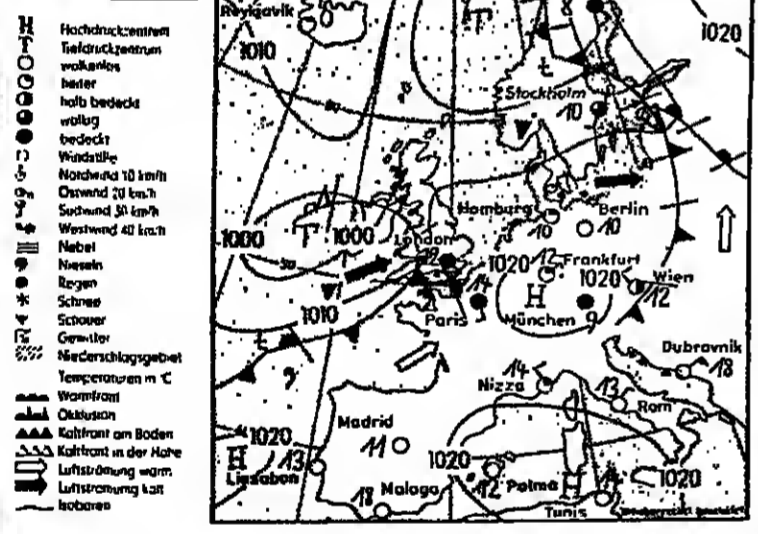 H Hochdruckzentrum
T Tiefdruckzentrum
wolkenlos
heiter
halb bedeckt
wolkig
bedeckt
Windstille
Nordwind 10 km/h
Ostwind 20 km/h
Südwind 30 km/h
Westwind 40 km/h
Nebel
Nieseln
Regen
Schnee
Schauer
Gewitter
Niederschlagsgebiet
Temperaturen in °C
Warmfront
Okklusion
Kaltfront am Boden
Kaltfront in der Höhe
Luftströmung warm
Luftströmung kalt
Isobaren
Reykjavik
T
1010
1020
Stockholm
10
Hamburg
10
Berlin
10
1000
T
1000
London
12
1020
12
Frankfurt
1020
Wien
12
14
H
1010
Paris
München
9
Dubrovnik
18
14
Nizza
13
Rom
Madrid
11
1020
H
13
Lissabon
1020
12
Palma
H
1020
18
Malaga
14
Tunis